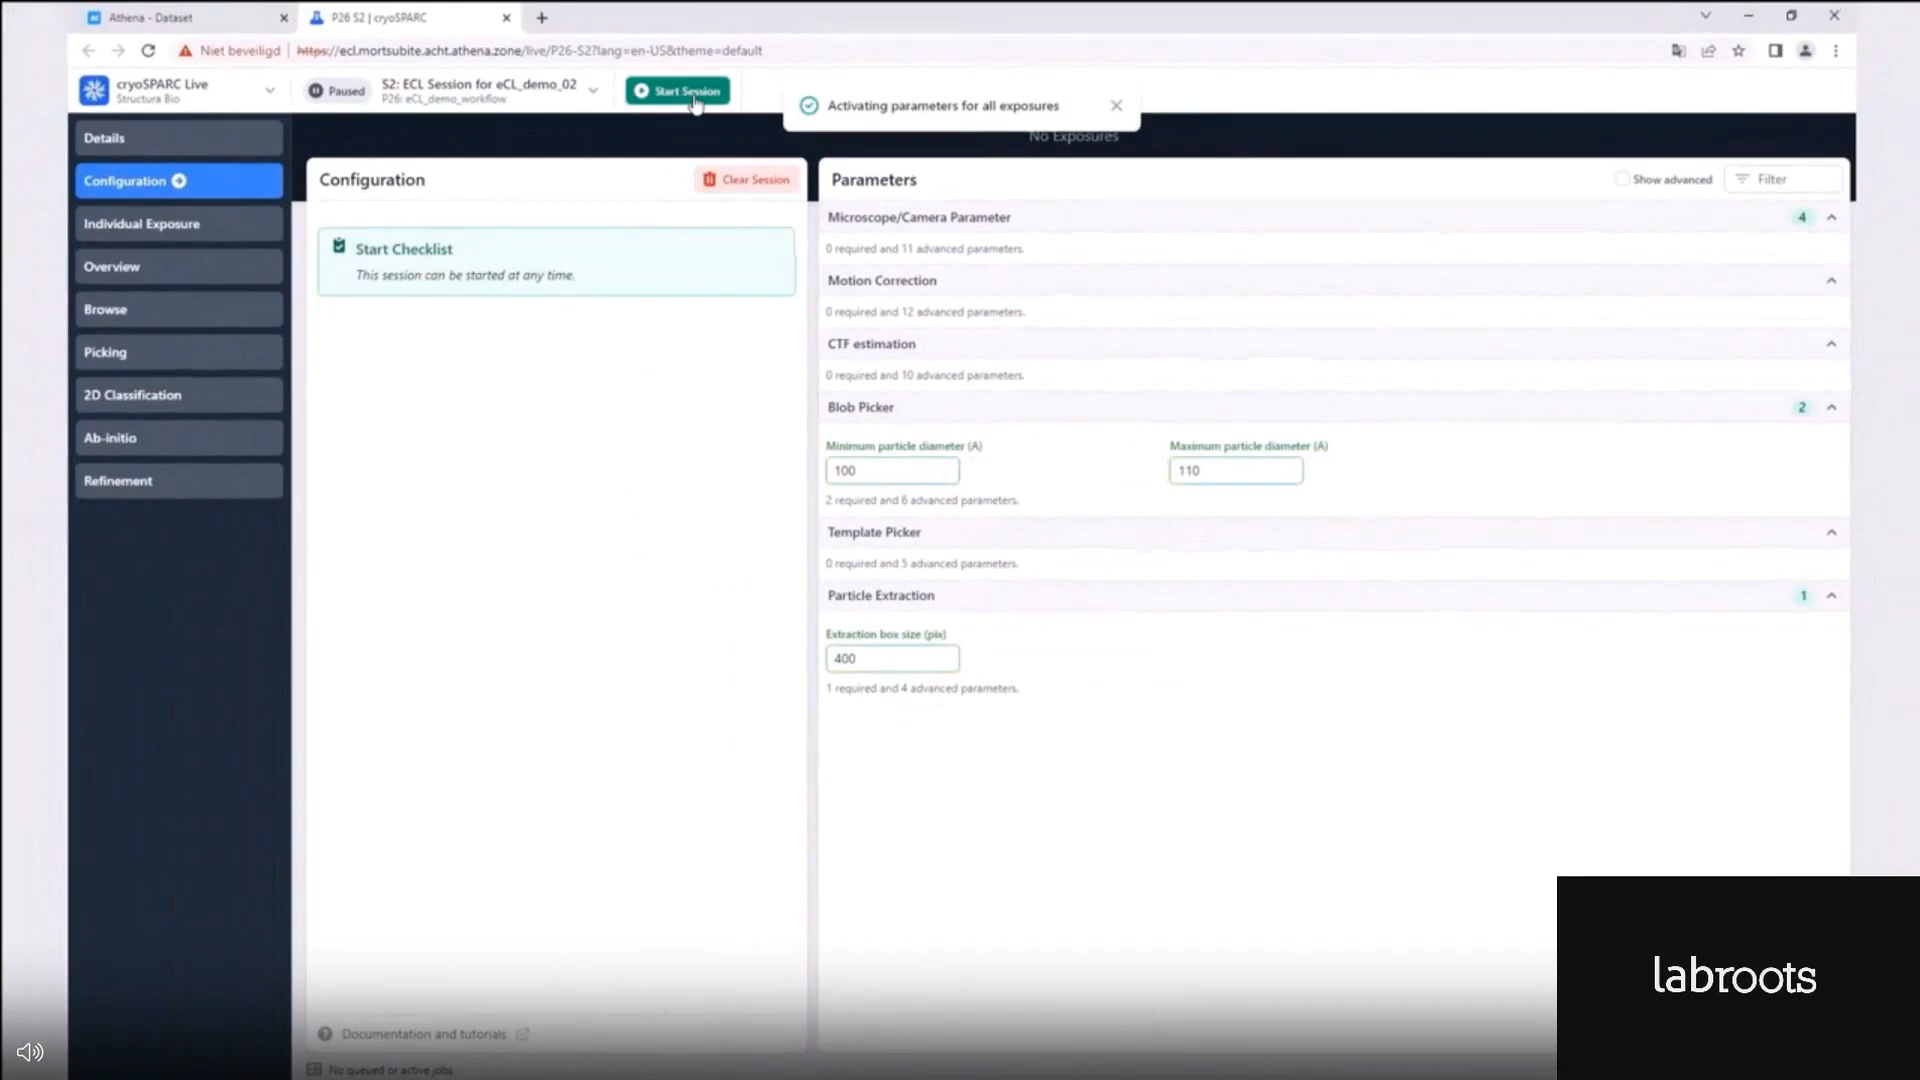 Athena - Dataset
P26 S2 | cryoSPARC
Niet beveiligd
https://ecl.mortsubite.acht.athena.zone/live/P26-S2?lang=en-US&theme=default
cryoSPARC Live
Structura Bio
Paused
S2: ECL Session for eCL_demo_02
P26: eCL_demo_workflow
Start Session
Activating parameters for all exposures
No Exposures
Details
Configuration
Individual Exposure
Overview
Browse
Picking
2D Classification
Ab-initio
Refinement
Configuration
Clear Session
Start Checklist
This session can be started at any time.
Documentation and tutorials
No queued or active jobs
Parameters
Show advanced
Filter
Microscope/Camera Parameter
4
0 required and 11 advanced parameters.
Motion Correction
0 required and 12 advanced parameters.
CTF estimation
0 required and 10 advanced parameters.
Blob Picker
2
Minimum particle diameter (A)
Maximum particle diameter (A)
100
110
2 required and 6 advanced parameters.
Template Picker
0 required and 5 advanced parameters.
Particle Extraction
1
Extraction box size (pix)
400
1 required and 4 advanced parameters.
labroots